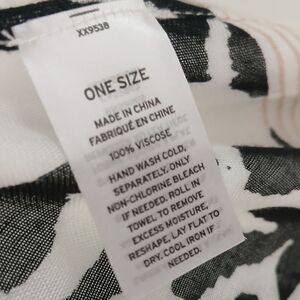 XX9538
ONE SIZE
MADE IN CHINA
FABRIQUÉ EN CHINE
100% VISCOSE
HAND WASH COLD,
SEPARATELY, ONLY
NON-CHLORINE BLEACH
IF NEEDED. ROLL IN
TOWEL TO REMOVE
EXCESS MOISTURE,
RESHAPE, LAY FLAT TO
DRY. COOL IRON IF
NEEDED.